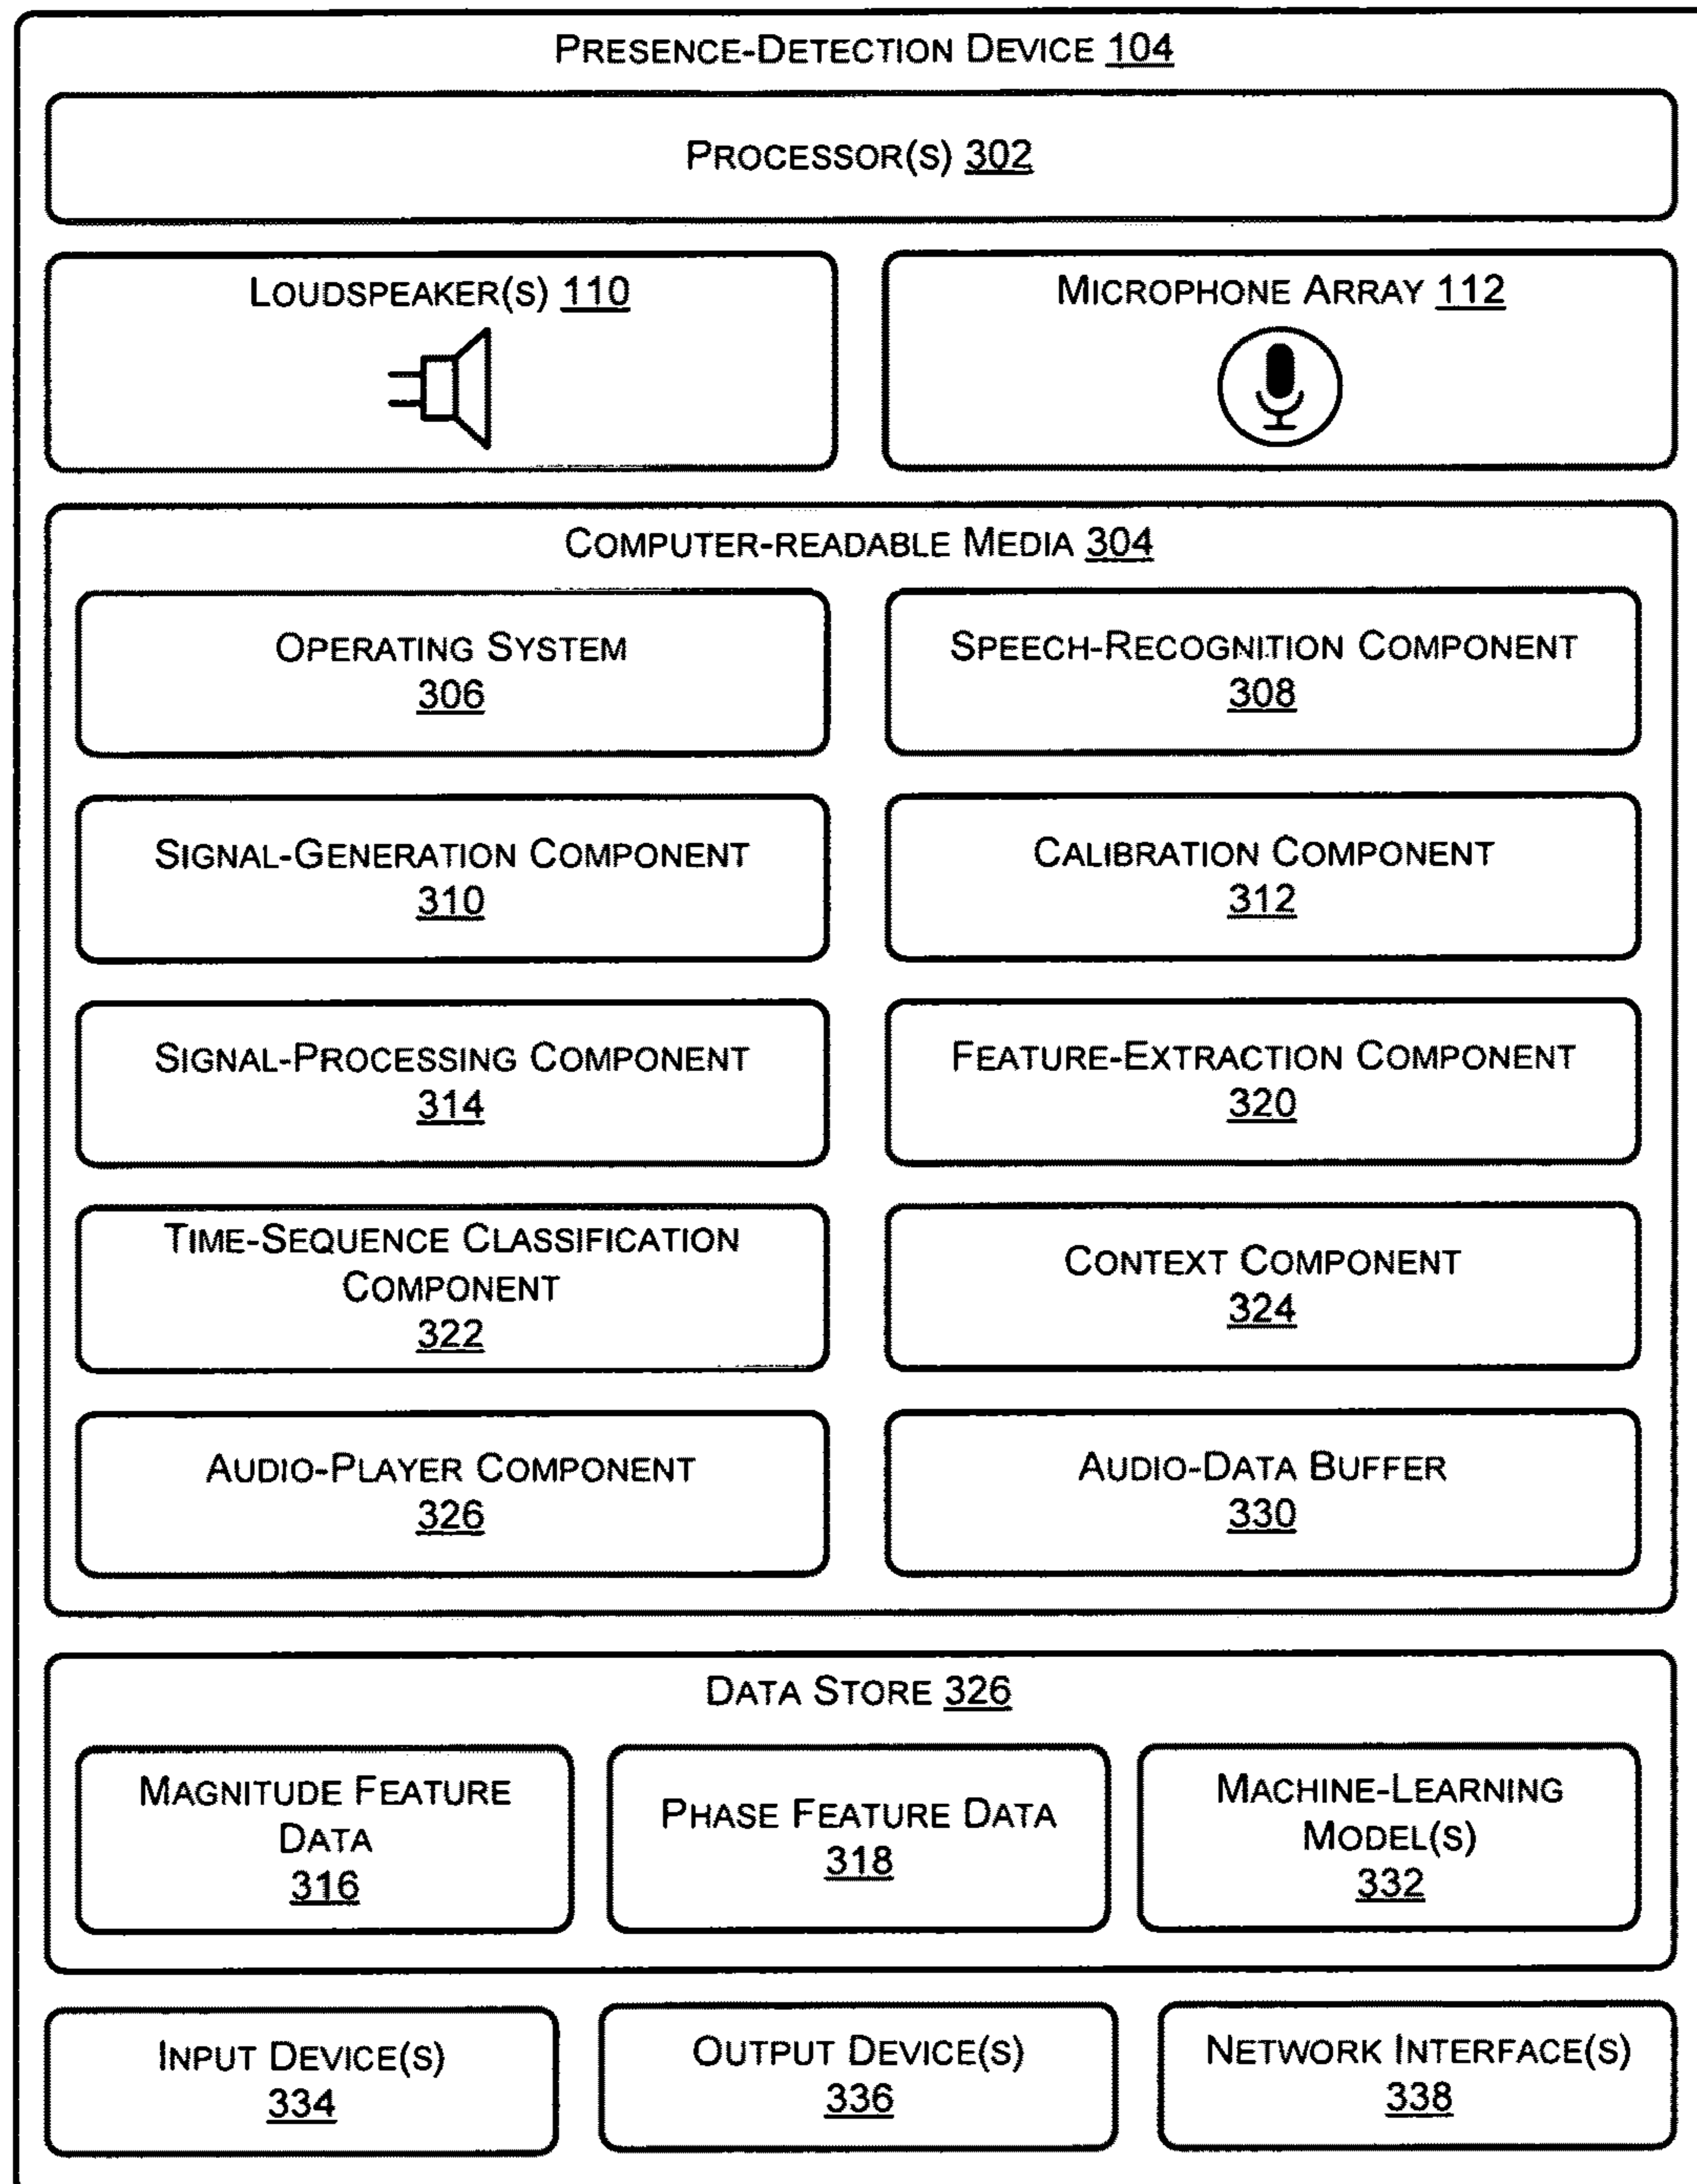 PRESENCE-DETECTION DEVICE 104
PROCESSOR(S) 302
LOUDSPEAKER(S) 110
MICROPHONE ARRAY 112
COMPUTER-READABLE MEDIA 304
OPERATING SYSTEM
306
SPEECH-RECOGNITION COMPONENT
308
SIGNAL-GENERATION COMPONENT
310
CALIBRATION COMPONENT
312
SIGNAL-PROCESSING COMPONENT
314
FEATURE-EXTRACTION COMPONENT
320
TIME-SEQUENCE CLASSIFICATION
COMPONENT
322
CONTEXT COMPONENT
324
AUDIO-PLAYER COMPONENT
326
AUDIO-DATA BUFFER
330
DATA STORE 326
MAGNITUDE FEATURE
DATA
316
PHASE FEATURE DATA
318
MACHINE-LEARNING
MODEL(S)
332
INPUT DEVICE(S)
334
OUTPUT DEVICE(S)
336
NETWORK INTERFACE(S)
338